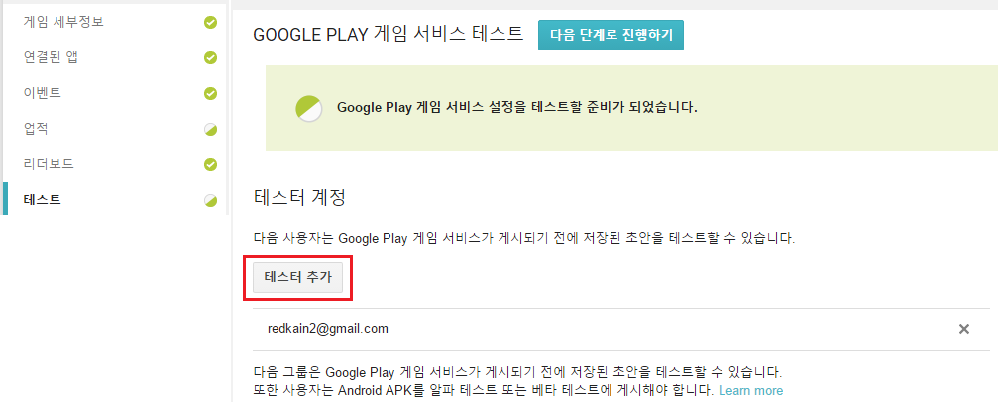 게임 세부정보
연결된 앱
이벤트
업적
리더보드
테스트
GOOGLE PLAY 게임 서비스 테스트
다음 단계로 진행하기
Google Play 게임 서비스 설정을 테스트할 준비가 되었습니다.
테스터 계정
다음 사용자는 Google Play 게임 서비스가 게시되기 전에 저장된 초안을 테스트할 수 있습니다.
테스터 추가
redkain2@gmail.com
다음 그룹은 Google Play 게임 서비스가 게시되기 전에 저장된 초안을 테스트할 수 있습니다.
또한 사용자는 Android APK를 알파 테스트 또는 베타 테스트에 게시해야 합니다. Learn more